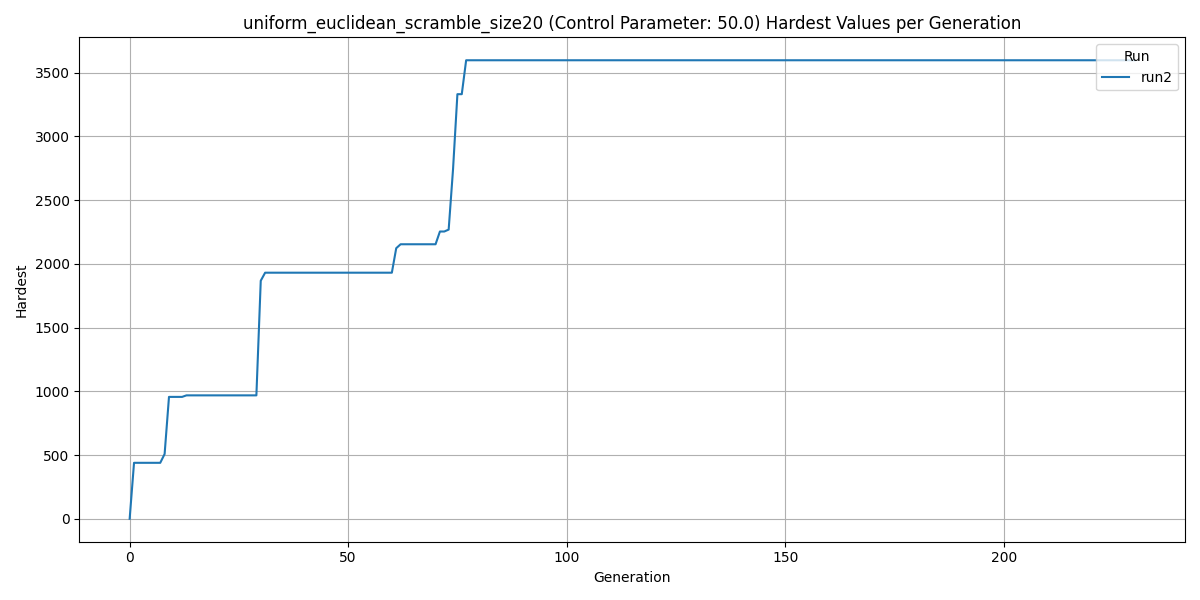 uniform_euclidean_scramble_size20 (Control Parameter: 50.0) Hardest Values per Generation
Run
run2
3500
3000
2500
2000
1500
1000
500
0
Hardest
0 50 100 150 200
Generation